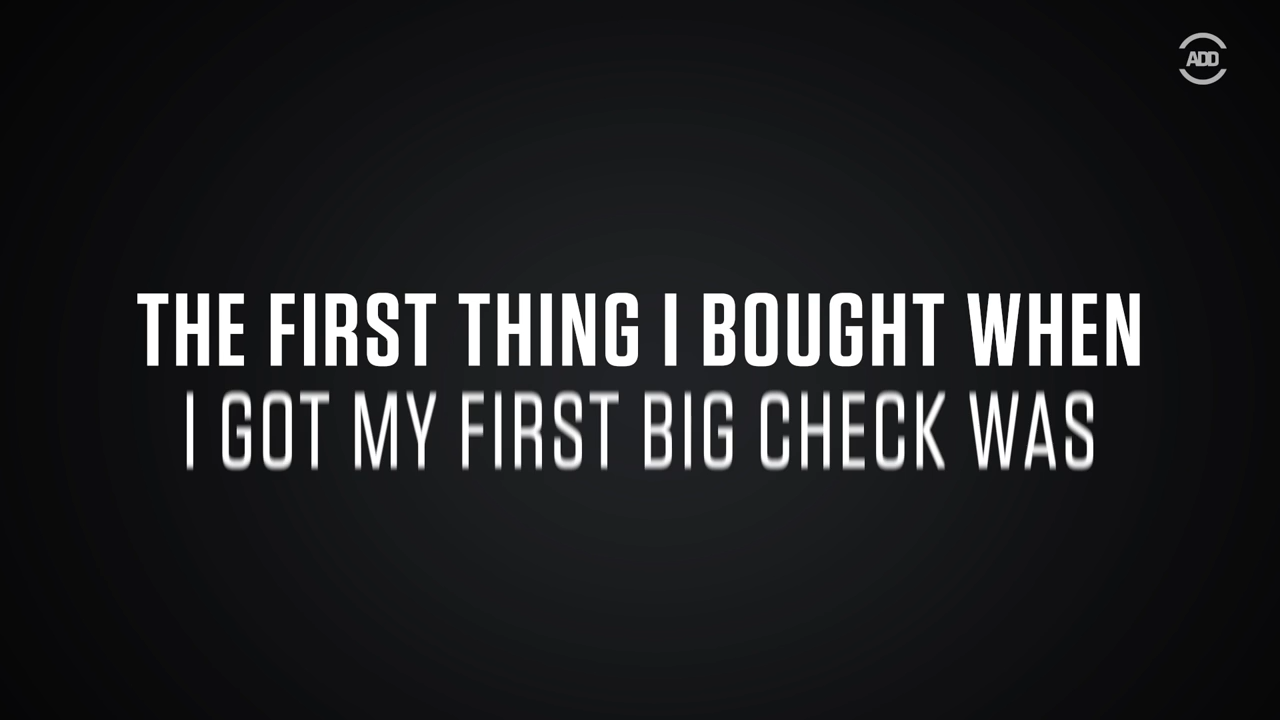 ADD
THE FIRST THING I BOUGHT WHEN
I GOT MY FIRST BIG CHECK WAS